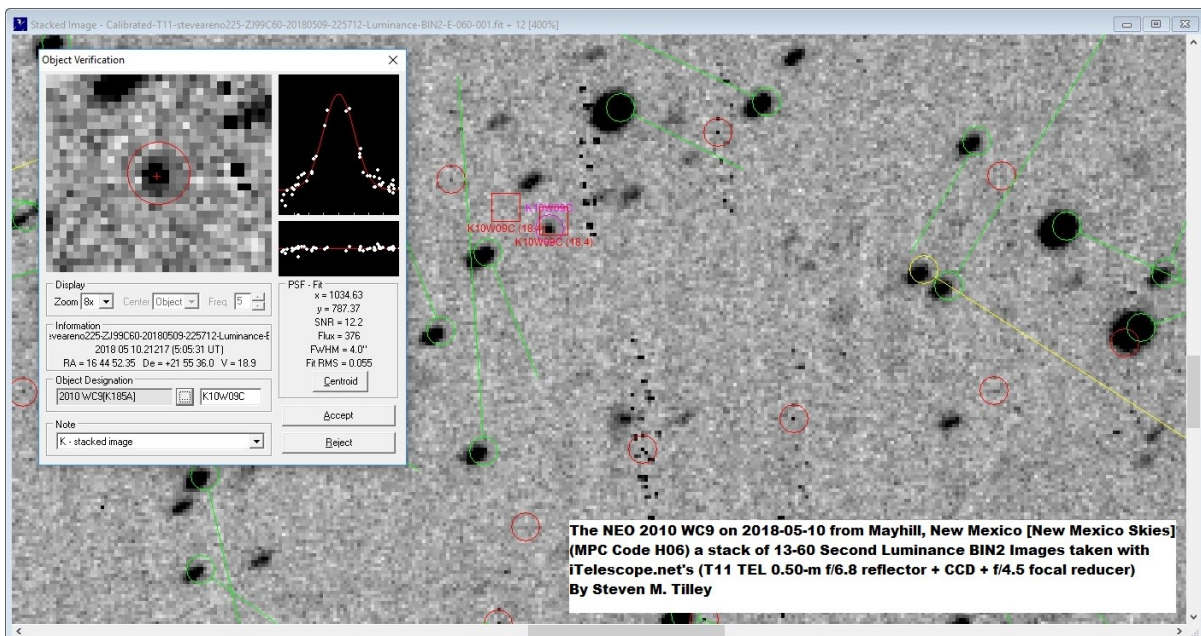 Stacked Image - Calibrated-T11-steveareno225-ZJ99C60-20180509-225712-Luminance-BIN2-E-060-001.fit + 12 [400%]
Object Verification
Display
Zoom 8x Center Object Freq. 5
Information
evearéno225-ZJ99C60-20180509-225712-Luminance-E
2018 05 10.21217 (5:05:31 UT)
RA = 16 44 52.35 De = +21 55 36.0 V = 18.9
Object Designation
2010 WC9[K185A] ... K10W09C
Note
K - stacked image
PSF - Fit
x = 1034.63
y = 787.37
SNR = 12.2
Flux = 376
FWHM = 4.0"
Fit RMS = 0.055
Centroid
Accept
Reject
K10W09C
K10W09C (18.4)
K10W09C (18.4)
The NEO 2010 WC9 on 2018-05-10 from Mayhill, New Mexico [New Mexico Skies]
(MPC Code H06) a stack of 13-60 Second Luminance BIN2 Images taken with
iTelescope.net's (T11 TEL 0.50-m f/6.8 reflector + CCD + f/4.5 focal reducer)
By Steven M. Tilley